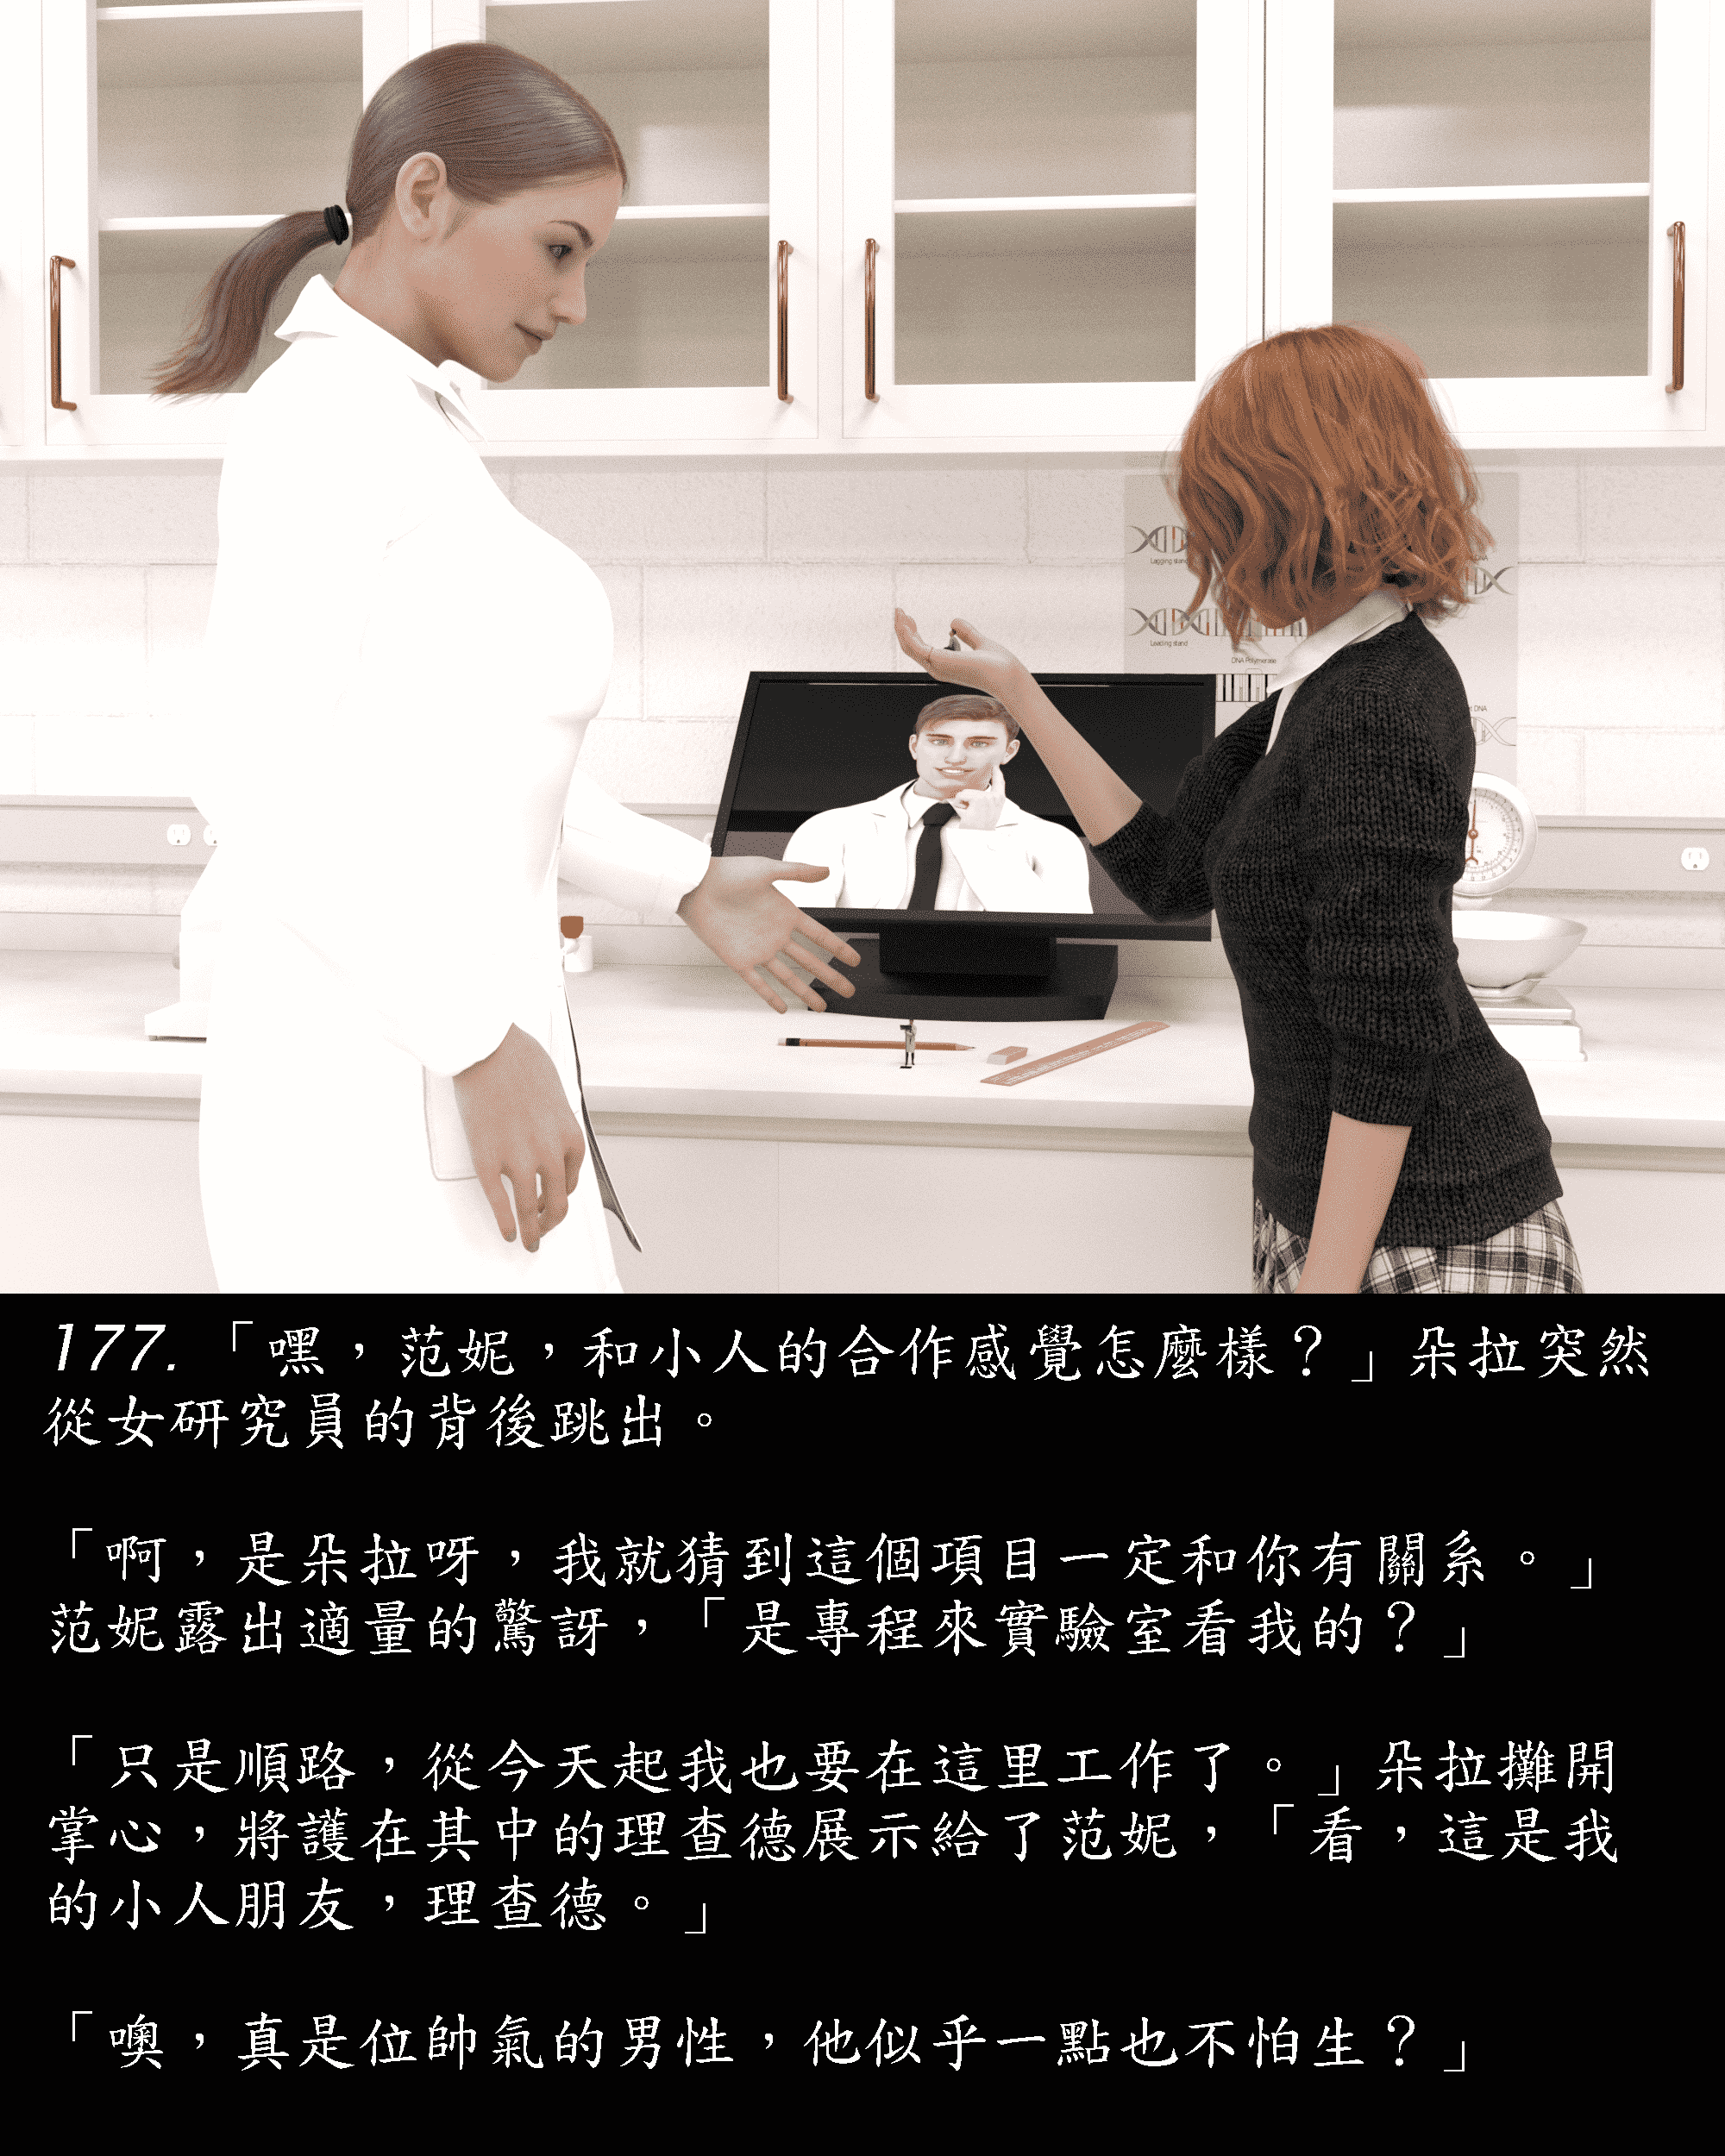 Lagging stand
Leading stand
DNA Polymerase
DNA
177.「嘿，范妮，和小人的合作感覺怎麼樣？」朵拉突然
從女研究員的背後跳出。
「啊，是朵拉呀，我就猜到這個項目一定和你有關系。」
范妮露出適量的驚訝，「是專程來實驗室看我的？」
「只是順路，從今天起我也要在這里工作了。」朵拉攤開
掌心，將護在其中的理查德展示給了范妮，「看，這是我
的小人朋友，理查德。」
「噢，真是位帥氣的男性，他似乎一點也不怕生？」